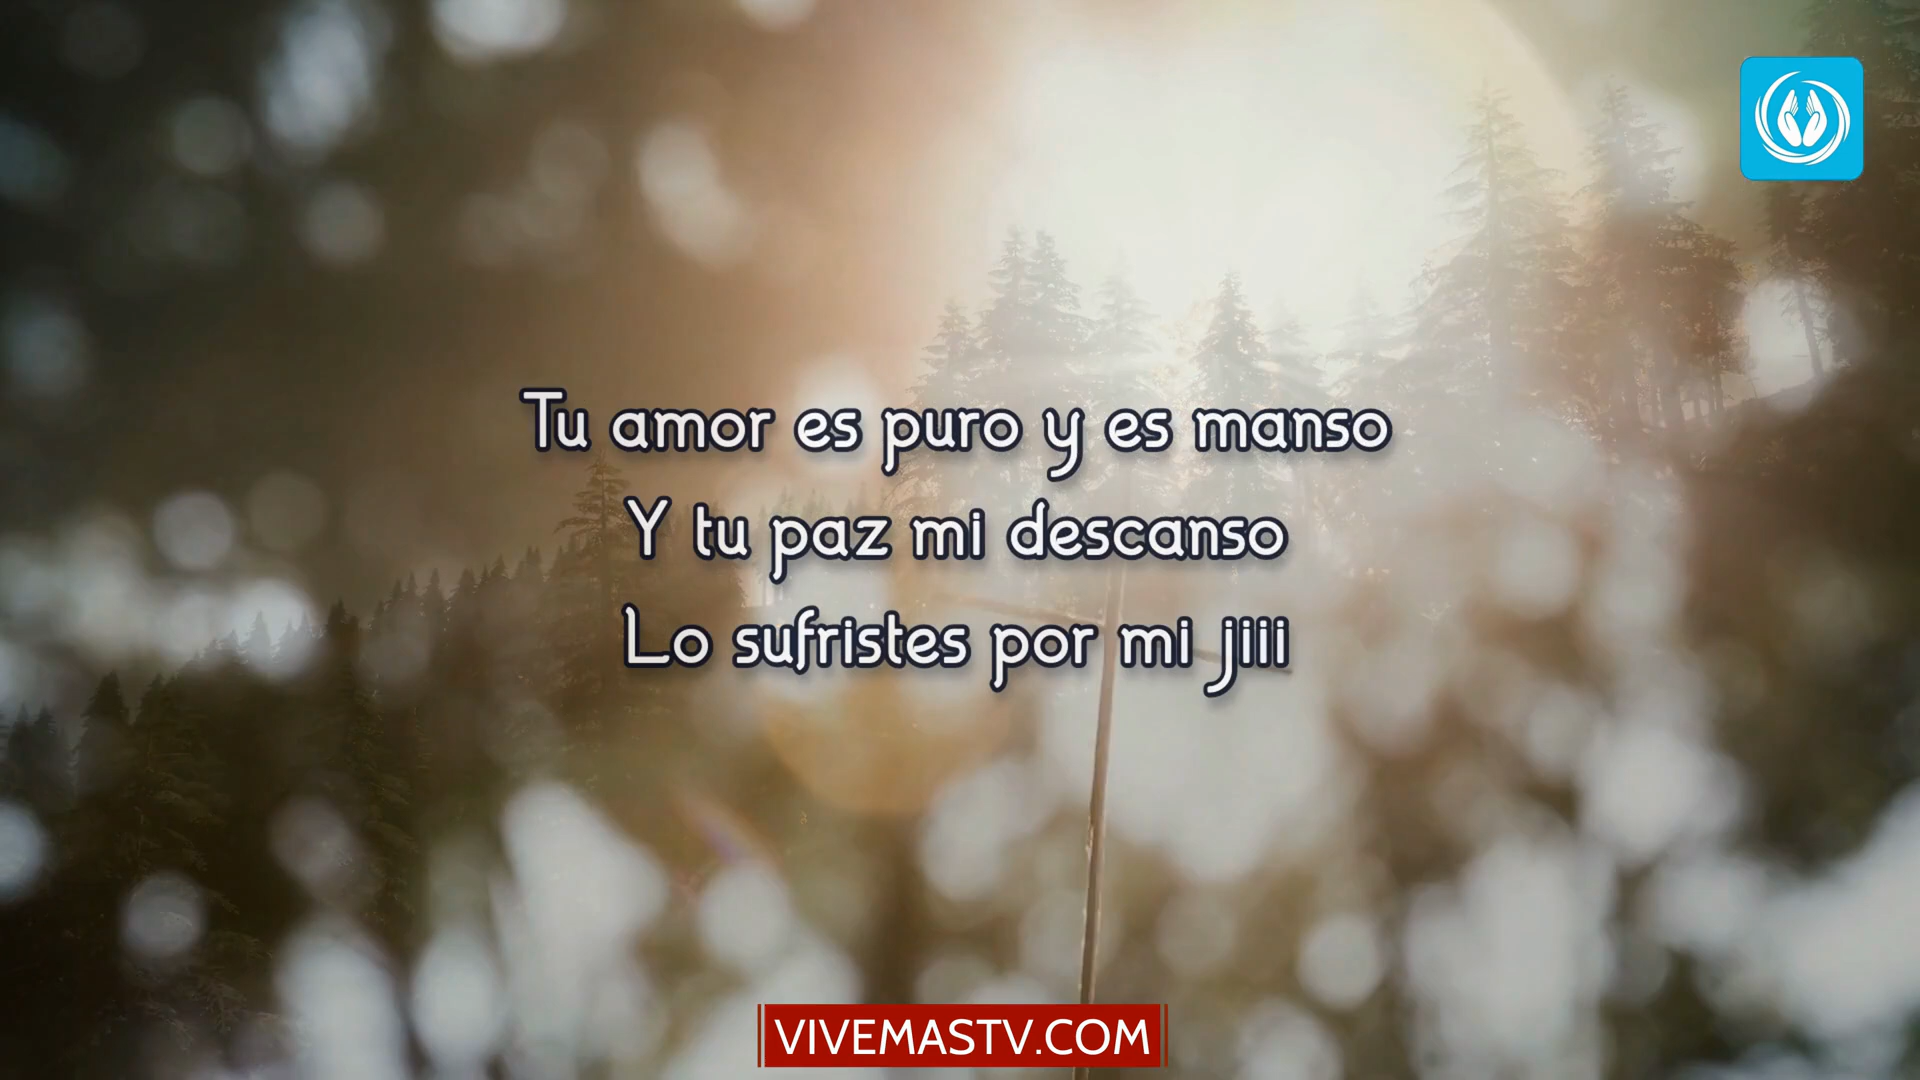 Tu amor es puro y es manso
Y tu paz mi descanso
Lo sufristes por mi jiii
VIVEMASTV.COM